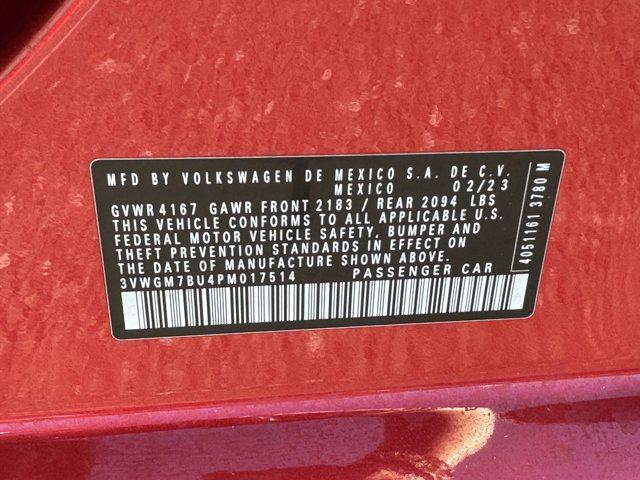 MFD BY VOLKSWAGEN DE MEXICO S.A. DE C.V.
MEXICO 02/23
GVWR 4167 GAWR FRONT 2183 / REAR 2094 LBS
THIS VEHICLE CONFORMS TO ALL APPLICABLE U.S.
FEDERAL MOTOR VEHICLE SAFETY, BUMPER AND
THEFT PREVENTION STANDARDS IN EFFECT ON
THE DATE OF MANUFACTURE SHOWN ABOVE.
3VWGM7BU4PM017514 PASSENGER CAR
4051161 3780 M